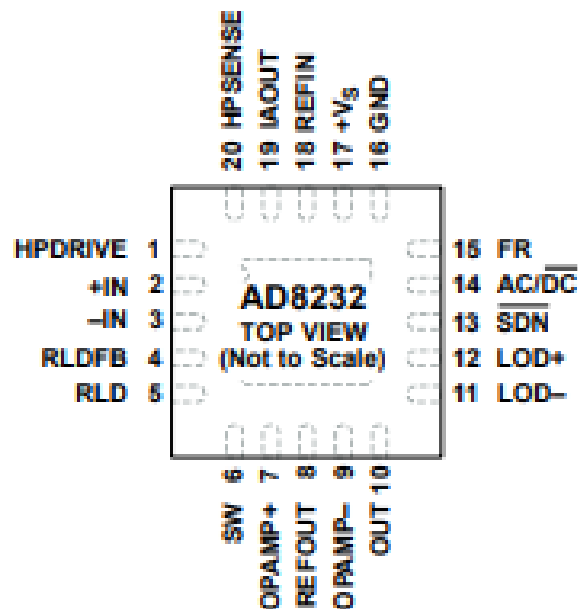 20 HPSENSE
19 IAOUT
18 REFIN
17 +VS
16 GND
HPDRIVE 1
+IN 2
–IN 3
RLDFB 4
RLD 5
AD8232
TOP VIEW
(Not to Scale)
15 FR
14 AC/D̅C̅
13 S̅D̅N̅
12 LOD+
11 LOD–
SW 6
OPAMP+ 7
REFOUT 8
OPAMP– 9
OUT 10